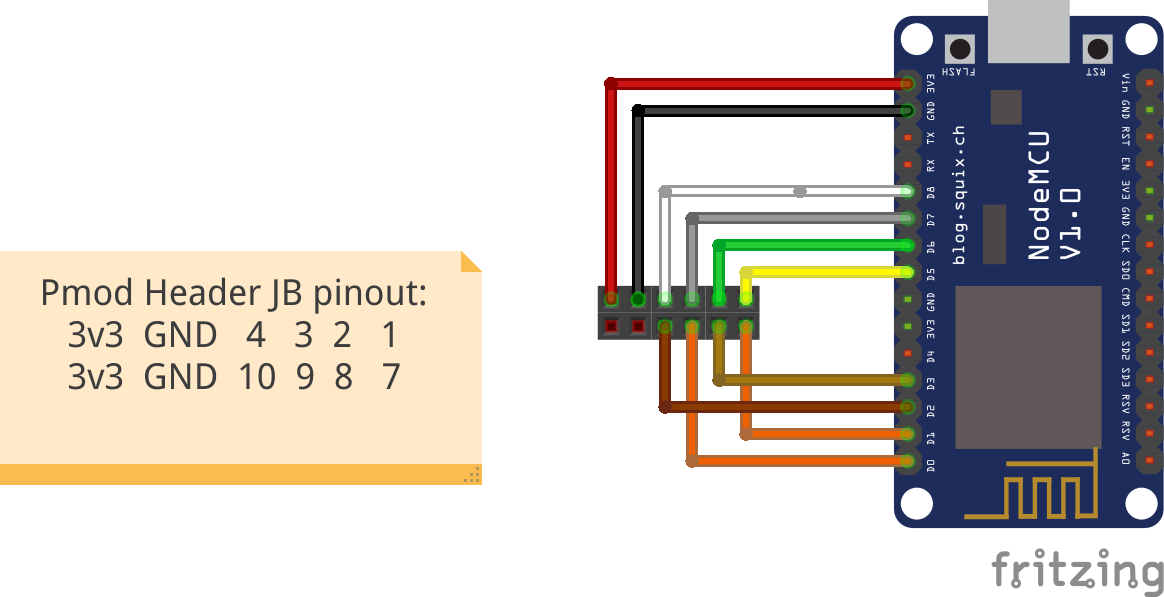 Pmod Header JB pinout:
3v3 GND 4 3 2 1
3v3 GND 10 9 8 7
FLASH
RST
3V3
GND
TX
RX
D8
D7
D6
D5
GND
3V3
D4
D3
D2
D1
D0
blog.squix.ch
NodeMCU
V1.0
Vin
GND
RST
EN
3V3
GND
CLK
SD0
CMD
SD1
SD2
SD3
RSV
RSV
A0
fritzing